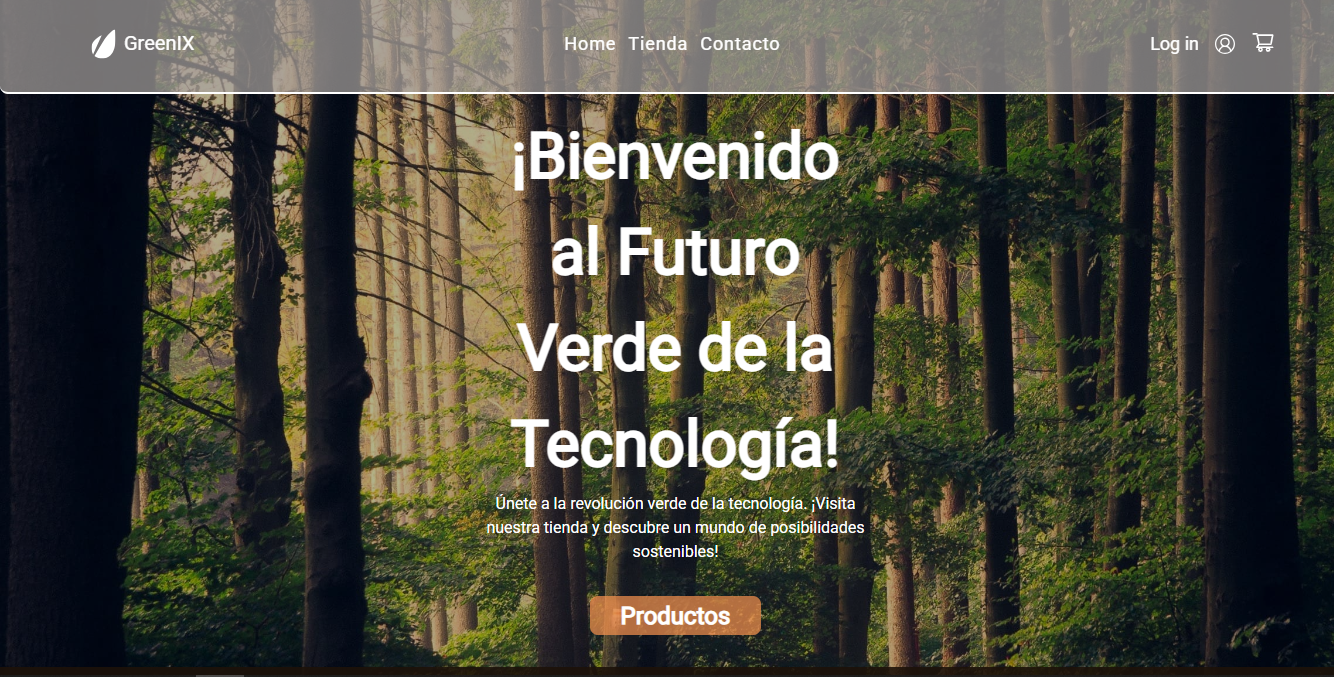 GreenIX
Home Tienda Contacto
Log in
¡Bienvenido
al Futuro
Verde de la
Tecnología!
Únete a la revolución verde de la tecnología. ¡Visita
nuestra tienda y descubre un mundo de posibilidades
sostenibles!
Productos